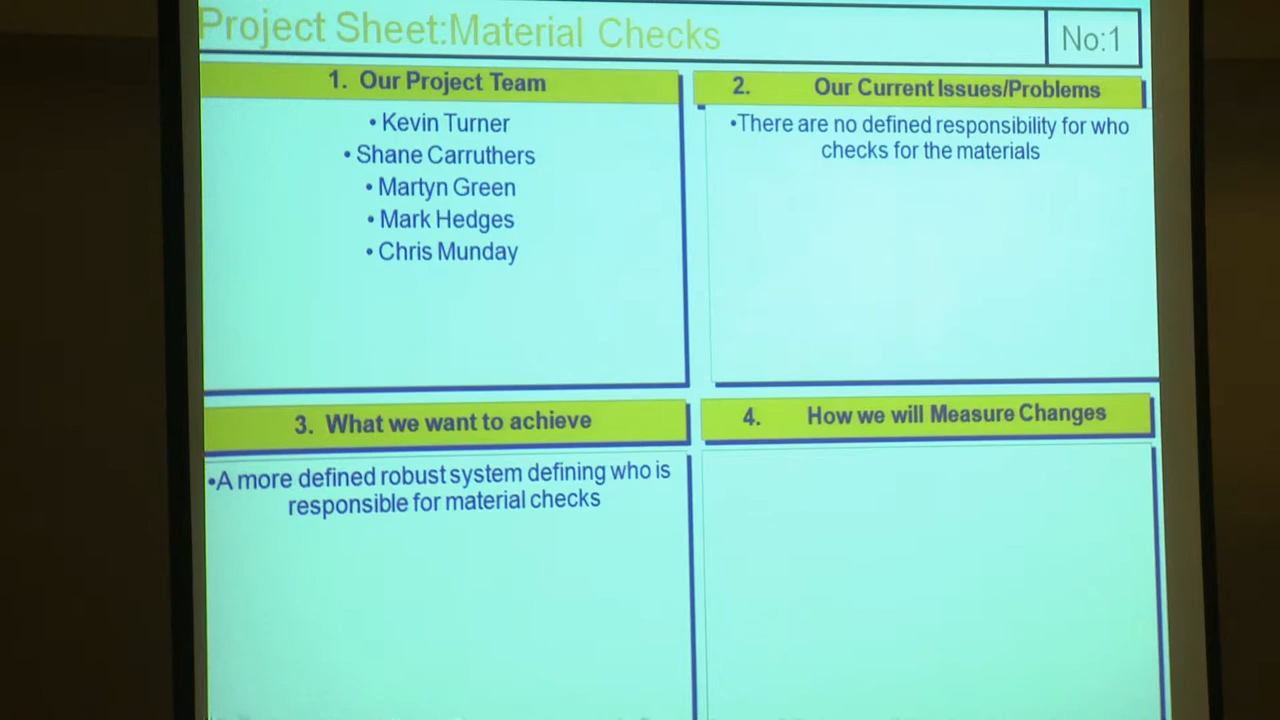 Project Sheet:Material Checks
No:1
1. Our Project Team
• Kevin Turner
• Shane Carruthers
• Martyn Green
• Mark Hedges
• Chris Munday
2. Our Current Issues/Problems
•There are no defined responsibility for who
checks for the materials
3. What we want to achieve
•A more defined robust system defining who is
responsible for material checks
4. How we will Measure Changes